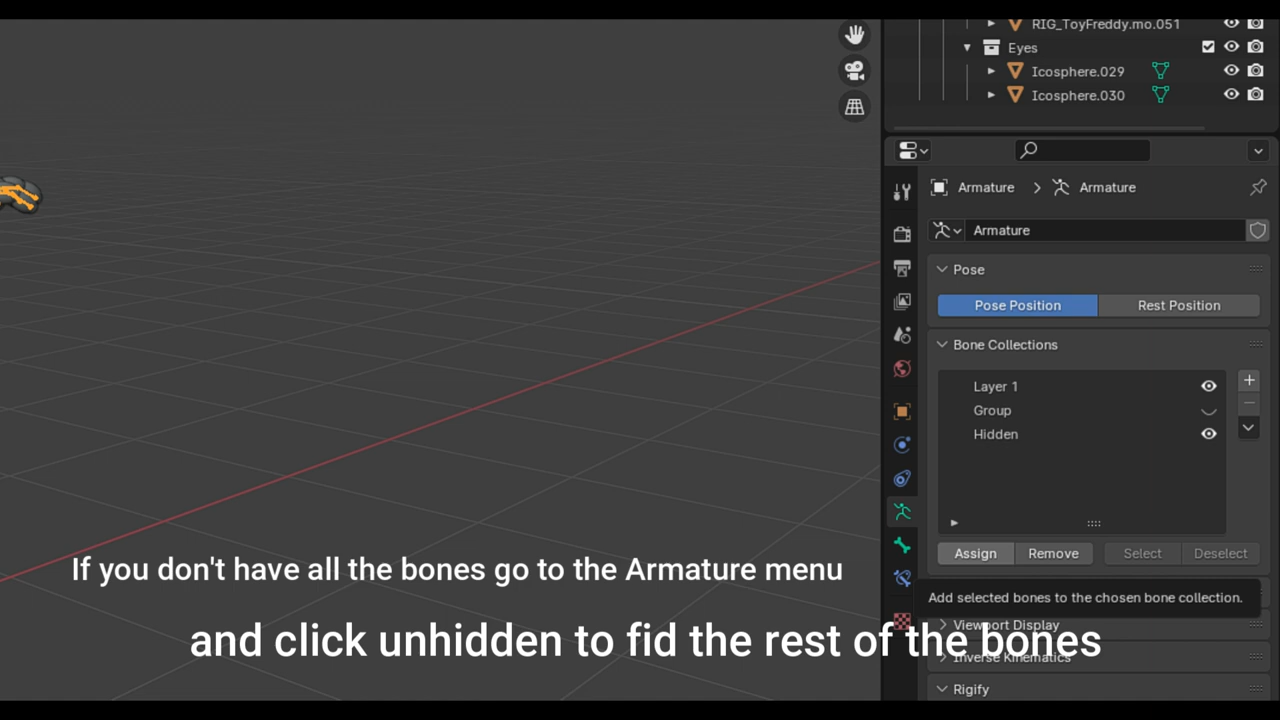 RIG_ToyFreddy.mo.051
Eyes
Icosphere.029
Icosphere.030
Armature > Armature
Armature
Pose
Pose Position Rest Position
Bone Collections
Layer 1
Group
Hidden
Assign Remove Select Deselect
If you don't have all the bones go to the Armature menu
Add selected bones to the chosen bone collection.
Viewport Display
and click unhidden to fid the rest of the bones
Inverse Kinematics
Rigify